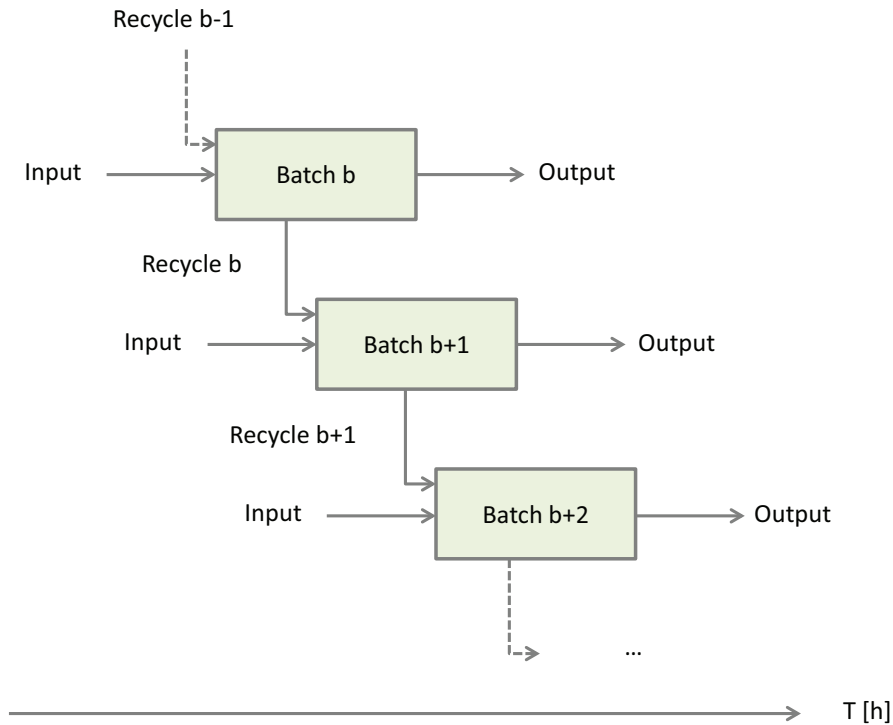 Recycle b-1
Input
Batch b
Output
Recycle b
Input
Batch b+1
Output
Recycle b+1
Input
Batch b+2
Output
...
T [h]